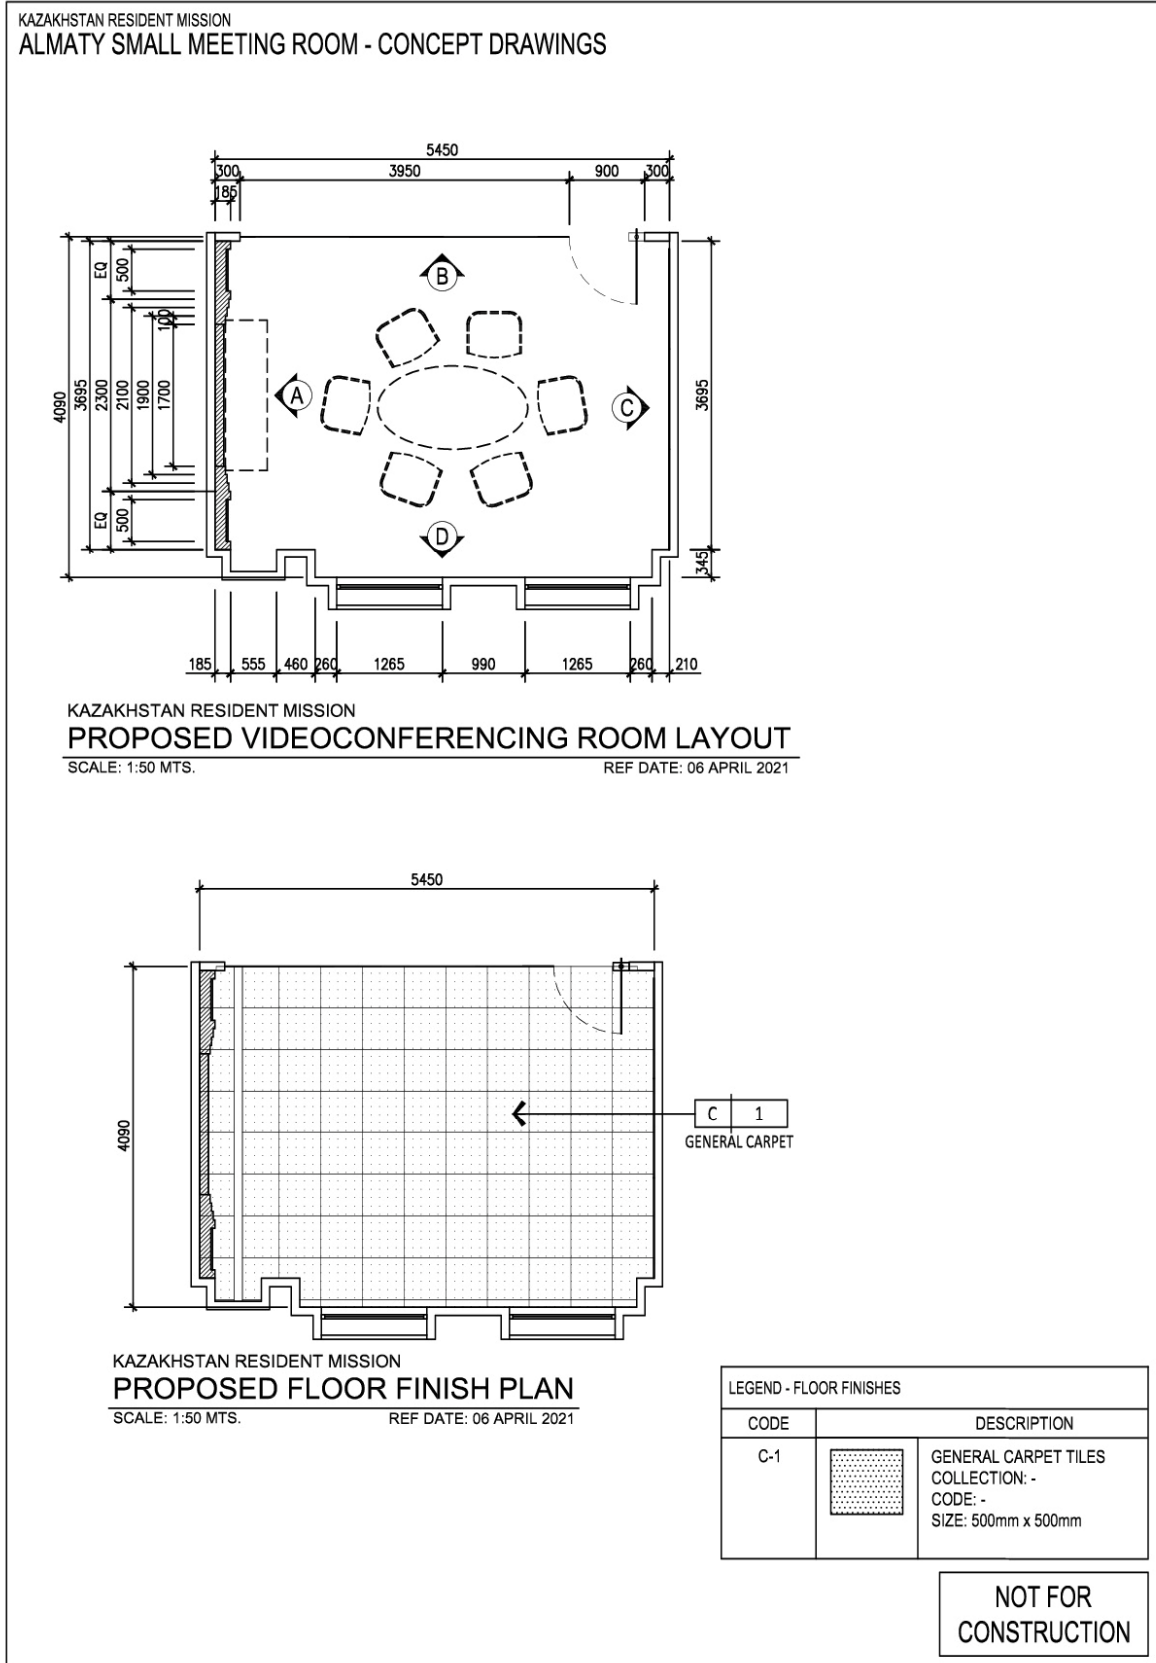 KAZAKHSTAN RESIDENT MISSION
ALMATY SMALL MEETING ROOM - CONCEPT DRAWINGS
5450
300 3950 900 300
185
4090
3695
EQ 2300 EQ
500 2100 500
1900
100 1700
A
B
C
D
3695
345
185 555 460 260 1265 990 1265 260 210
KAZAKHSTAN RESIDENT MISSION
PROPOSED VIDEOCONFERENCING ROOM LAYOUT
SCALE: 1:50 MTS. REF DATE: 06 APRIL 2021
5450
4090
C 1
GENERAL CARPET
KAZAKHSTAN RESIDENT MISSION
PROPOSED FLOOR FINISH PLAN
SCALE: 1:50 MTS. REF DATE: 06 APRIL 2021
LEGEND - FLOOR FINISHES
CODE DESCRIPTION
C-1 GENERAL CARPET TILES
COLLECTION: -
CODE: -
SIZE: 500mm x 500mm
NOT FOR
CONSTRUCTION